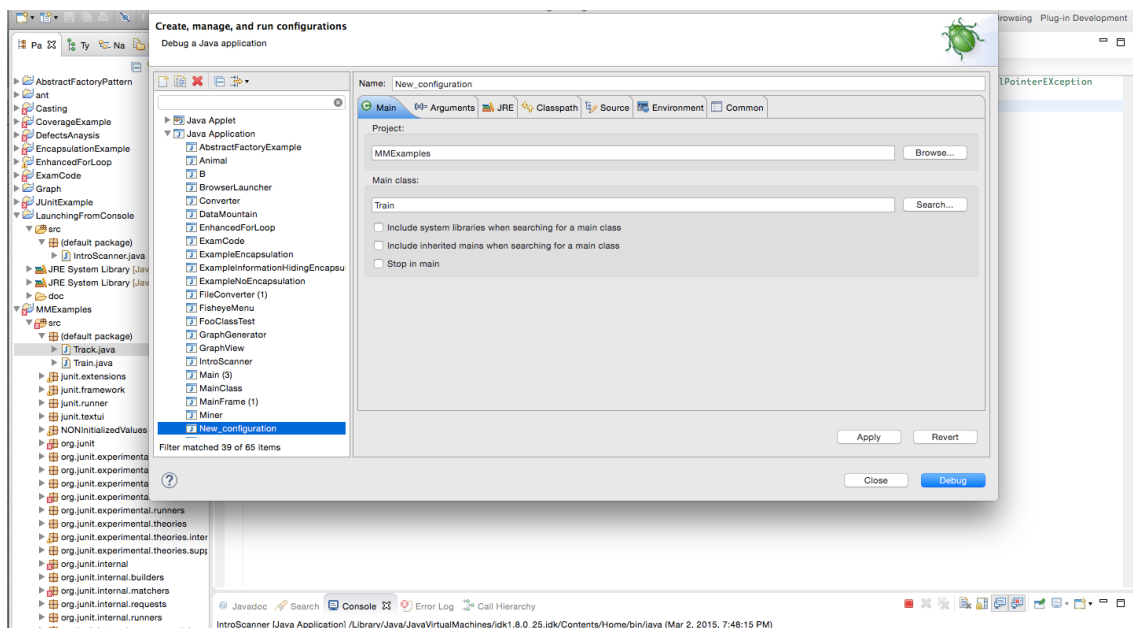 Create, manage, and run configurations
Debug a Java application
rowsing Plug-in Development
Pa Ty Na
AbstractFactoryPattern
ant
Casting
CoverageExample
DefectsAnaysis
EncapsulationExample
EnhancedForLoop
ExamCode
Graph
JUnitExample
LaunchingFromConsole
src
(default package)
IntroScanner.java
JRE System Library [Jav
JRE System Library [Jav
doc
MMExamples
src
(default package)
Track.java
Train.java
junit.extensions
junit.framework
junit.runner
junit.textui
NONInitializedValues
org.junit
org.junit.experimenta
org.junit.experimenta
org.junit.experimenta
org.junit.experimenta
org.junit.experimental.runners
org.junit.experimental.theories
org.junit.experimental.theories.inter
org.junit.experimental.theories.supp
org.junit.internal
org.junit.internal.builders
org.junit.internal.matchers
org.junit.internal.requests
org.junit.internal.runners
Java Applet
Java Application
AbstractFactoryExample
Animal
B
BrowserLauncher
Converter
DataMountain
EnhancedForLoop
ExamCode
ExampleEncapsulation
ExampleInformationHidingEncapsul
ExampleNoEncapsulation
FileConverter (1)
FisheyeMenu
FooClassTest
GraphGenerator
GraphView
IntroScanner
Main (3)
MainClass
MainFrame (1)
Miner
New_configuration
Filter matched 39 of 65 items
Name: New_configuration
Main (x)= Arguments JRE Classpath Source Environment Common
Project:
MMExamples Browse...
Main class:
Train Search...
Include system libraries when searching for a main class
Include inherited mains when searching for a main class
Stop in main
Apply Revert
Close Debug
lPointerEXception
@ Javadoc Search Console Error Log Call Hierarchy
IntroScanner [Java Application] /Library/Java/JavaVirtualMachines/jdk1.8.0_25.jdk/Contents/Home/bin/java (Mar 2, 2015, 7:48:15 PM)